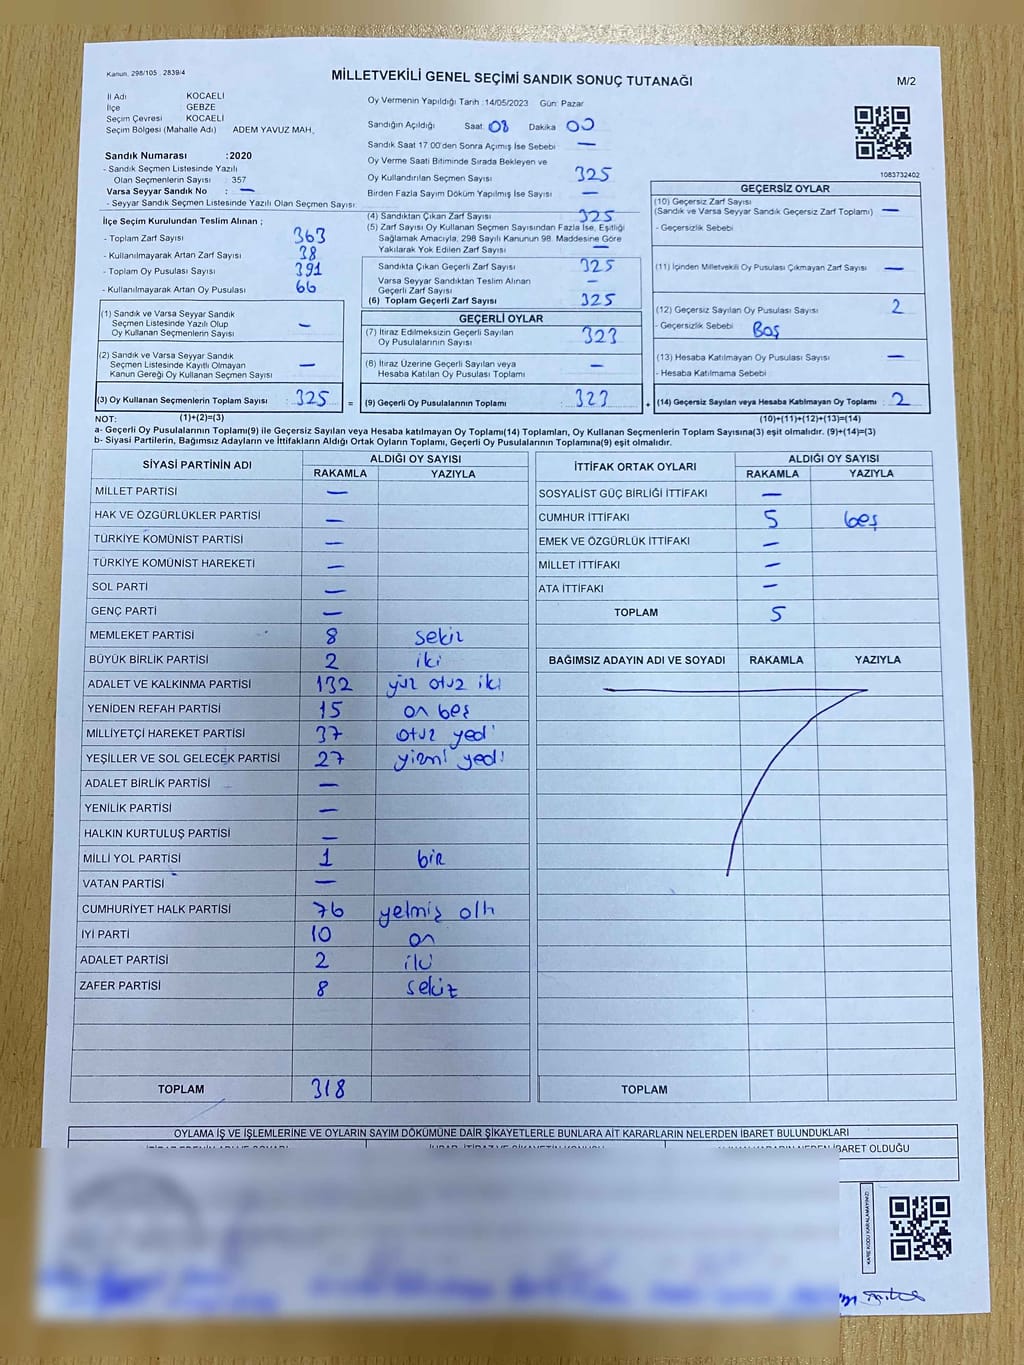 Kanun, 298/105 , 2839/4
MİLLETVEKİLİ GENEL SEÇİMİ SANDIK SONUÇ TUTANAĞI
M/2
İl Adı KOCAELİ
İlçe GEBZE
Seçim Çevresi KOCAELİ
Seçim Bölgesi (Mahalle Adı) ADEM YAVUZ MAH.
Sandık Numarası :2020
- Sandık Seçmen Listesinde Yazılı
Olan Seçmenlerin Sayısı : 357
Varsa Seyyar Sandık No : —
- Seyyar Sandık Seçmen Listesinde Yazılı Olan Seçmen Sayısı:
Oy Vermenin Yapıldığı Tarih :14/05/2023 Gün: Pazar
Sandığın Açıldığı Saat 08 Dakika 00
Sandık Saat 17.00'den Sonra Açımış İse Sebebi —
Oy Verme Saati Bitiminde Sırada Bekleyen ve
Oy Kullandırılan Seçmen Sayısı 325
Birden Fazla Sayım Döküm Yapılmış İse Sayısı —
1083732402
İlçe Seçim Kurulundan Teslim Alınan ;
- Toplam Zarf Sayısı 363
- Kullanılmayarak Artan Zarf Sayısı 38
- Toplam Oy Pusulası Sayısı 391
- Kullanılmayarak Artan Oy Pusulası 66
(1) Sandık ve Varsa Seyyar Sandık
Seçmen Listesinde Yazılı Olup
Oy Kullanan Seçmenlerin Sayısı —
(2) Sandık ve Varsa Seyyar Sandık
Seçmen Listesinde Kayıtlı Olmayan
Kanun Gereği Oy Kullanan Seçmen Sayısı —
(3) Oy Kullanan Seçmenlerin Toplam Sayısı : 325 =
(4) Sandıktan Çıkan Zarf Sayısı 325
(5) Zarf Sayısı Oy Kullanan Seçmen Sayısından Fazla İse, Eşitliği
Sağlamak Amacıyla; 298 Sayılı Kanunun 98. Maddesine Göre
Yakılarak Yok Edilen Zarf Sayısı —
Sandıkta Çıkan Geçerli Zarf Sayısı 325
Varsa Seyyar Sandıktan Teslim Alınan
Geçerli Zarf Sayısı —
(6) Toplam Geçerli Zarf Sayısı 325
GEÇERLİ OYLAR
(7) İtiraz Edilmeksizin Geçerli Sayılan
Oy Pusulalarının Sayısı 323
(8) İtiraz Üzerine Geçerli Sayılan veya
Hesaba Katılan Oy Pusulası Toplamı —
(9) Geçerli Oy Pusulalarının Toplamı : 323 +
GEÇERSİZ OYLAR
(10) Geçersiz Zarf Sayısı
(Sandık ve Varsa Seyyar Sandık Geçersiz Zarf Toplamı) —
- Geçersizlik Sebebi
(11) İçinden Milletvekili Oy Pusulası Çıkmayan Zarf Sayısı —
(12) Geçersiz Sayılan Oy Pusulası Sayısı 2
- Geçersizlik Sebebi Boş
(13) Hesaba Katılmayan Oy Pusulası Sayısı —
- Hesaba Katılmama Sebebi
(14) Geçersiz Sayılan veya Hesaba Katılmayan Oy Toplamı : 2
NOT: (1)+(2)=(3)
(10)+(11)+(12)+(13)=(14)
a- Geçerli Oy Pusulalarının Toplamı(9) ile Geçersiz Sayılan veya Hesaba katılmayan Oy Toplamı(14) Toplamları, Oy Kullanan Seçmenlerin Toplam Sayısına(3) eşit olmalıdır. (9)+(14)=(3)
b- Siyasi Partilerin, Bağımsız Adayların ve İttifakların Aldığı Ortak Oyların Toplamı, Geçerli Oy Pusulalarının Toplamına(9) eşit olmalıdır.
SİYASİ PARTİNİN ADI ALDIĞI OY SAYISI
RAKAMLA YAZIYLA
MİLLET PARTİSİ —
HAK VE ÖZGÜRLÜKLER PARTİSİ —
TÜRKİYE KOMÜNİST PARTİSİ —
TÜRKİYE KOMÜNİST HAREKETİ —
SOL PARTİ —
GENÇ PARTİ —
MEMLEKET PARTİSİ 8 sekiz
BÜYÜK BİRLİK PARTİSİ 2 iki
ADALET VE KALKINMA PARTİSİ 132 yüz otuz iki
YENİDEN REFAH PARTİSİ 15 on beş
MİLLİYETÇİ HAREKET PARTİSİ 37 otuz yedi
YEŞİLLER VE SOL GELECEK PARTİSİ 27 yirmi yedi
ADALET BİRLİK PARTİSİ —
YENİLİK PARTİSİ —
HALKIN KURTULUŞ PARTİSİ —
MİLLİ YOL PARTİSİ 1 bir
VATAN PARTİSİ —
CUMHURİYET HALK PARTİSİ 76 yetmiş altı
İYİ PARTİ 10 on
ADALET PARTİSİ 2 iki
ZAFER PARTİSİ 8 sekiz
TOPLAM 318
İTTİFAK ORTAK OYLARI ALDIĞI OY SAYISI
RAKAMLA YAZIYLA
SOSYALİST GÜÇ BİRLİĞİ İTTİFAKI —
CUMHUR İTTİFAKI 5 beş
EMEK VE ÖZGÜRLÜK İTTİFAKI —
MİLLET İTTİFAKI —
ATA İTTİFAKI —
TOPLAM 5
BAĞIMSIZ ADAYIN ADI VE SOYADI RAKAMLA YAZIYLA
TOPLAM
OYLAMA İŞ VE İŞLEMLERİNE VE OYLARIN SAYIM DÖKÜMÜNE DAİR ŞİKAYETLERLE BUNLARA AİT KARARLARIN NELERDEN İBARET BULUNDUKLARI
İBARET OLDUĞU
KARE KODU KARALAMAYINIZ!